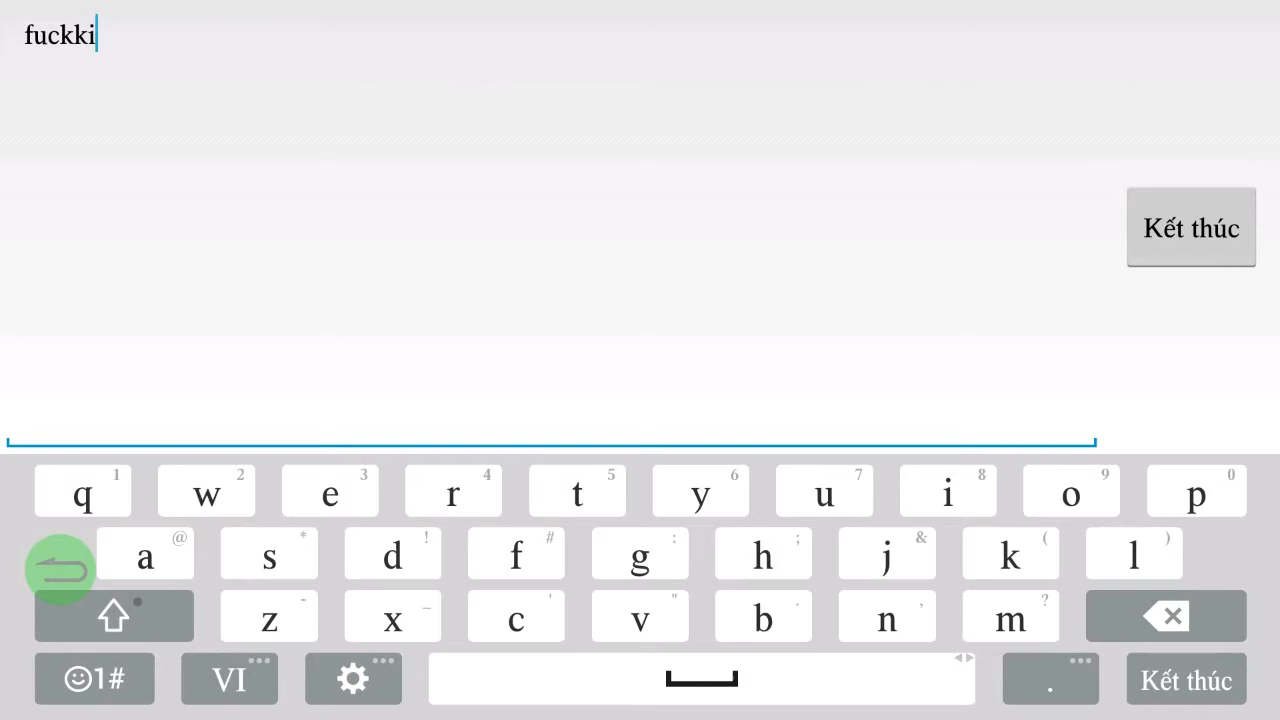 fuckki
Kết thúc
q 1 w 2 e 3 r 4 t 5 y 6 u 7 i 8 o 9 p 0
a @ s * d ! f # g : h ; j & k ( l )
z - x _ c ' v " b . n , m ?
1# VI . Kết thúc